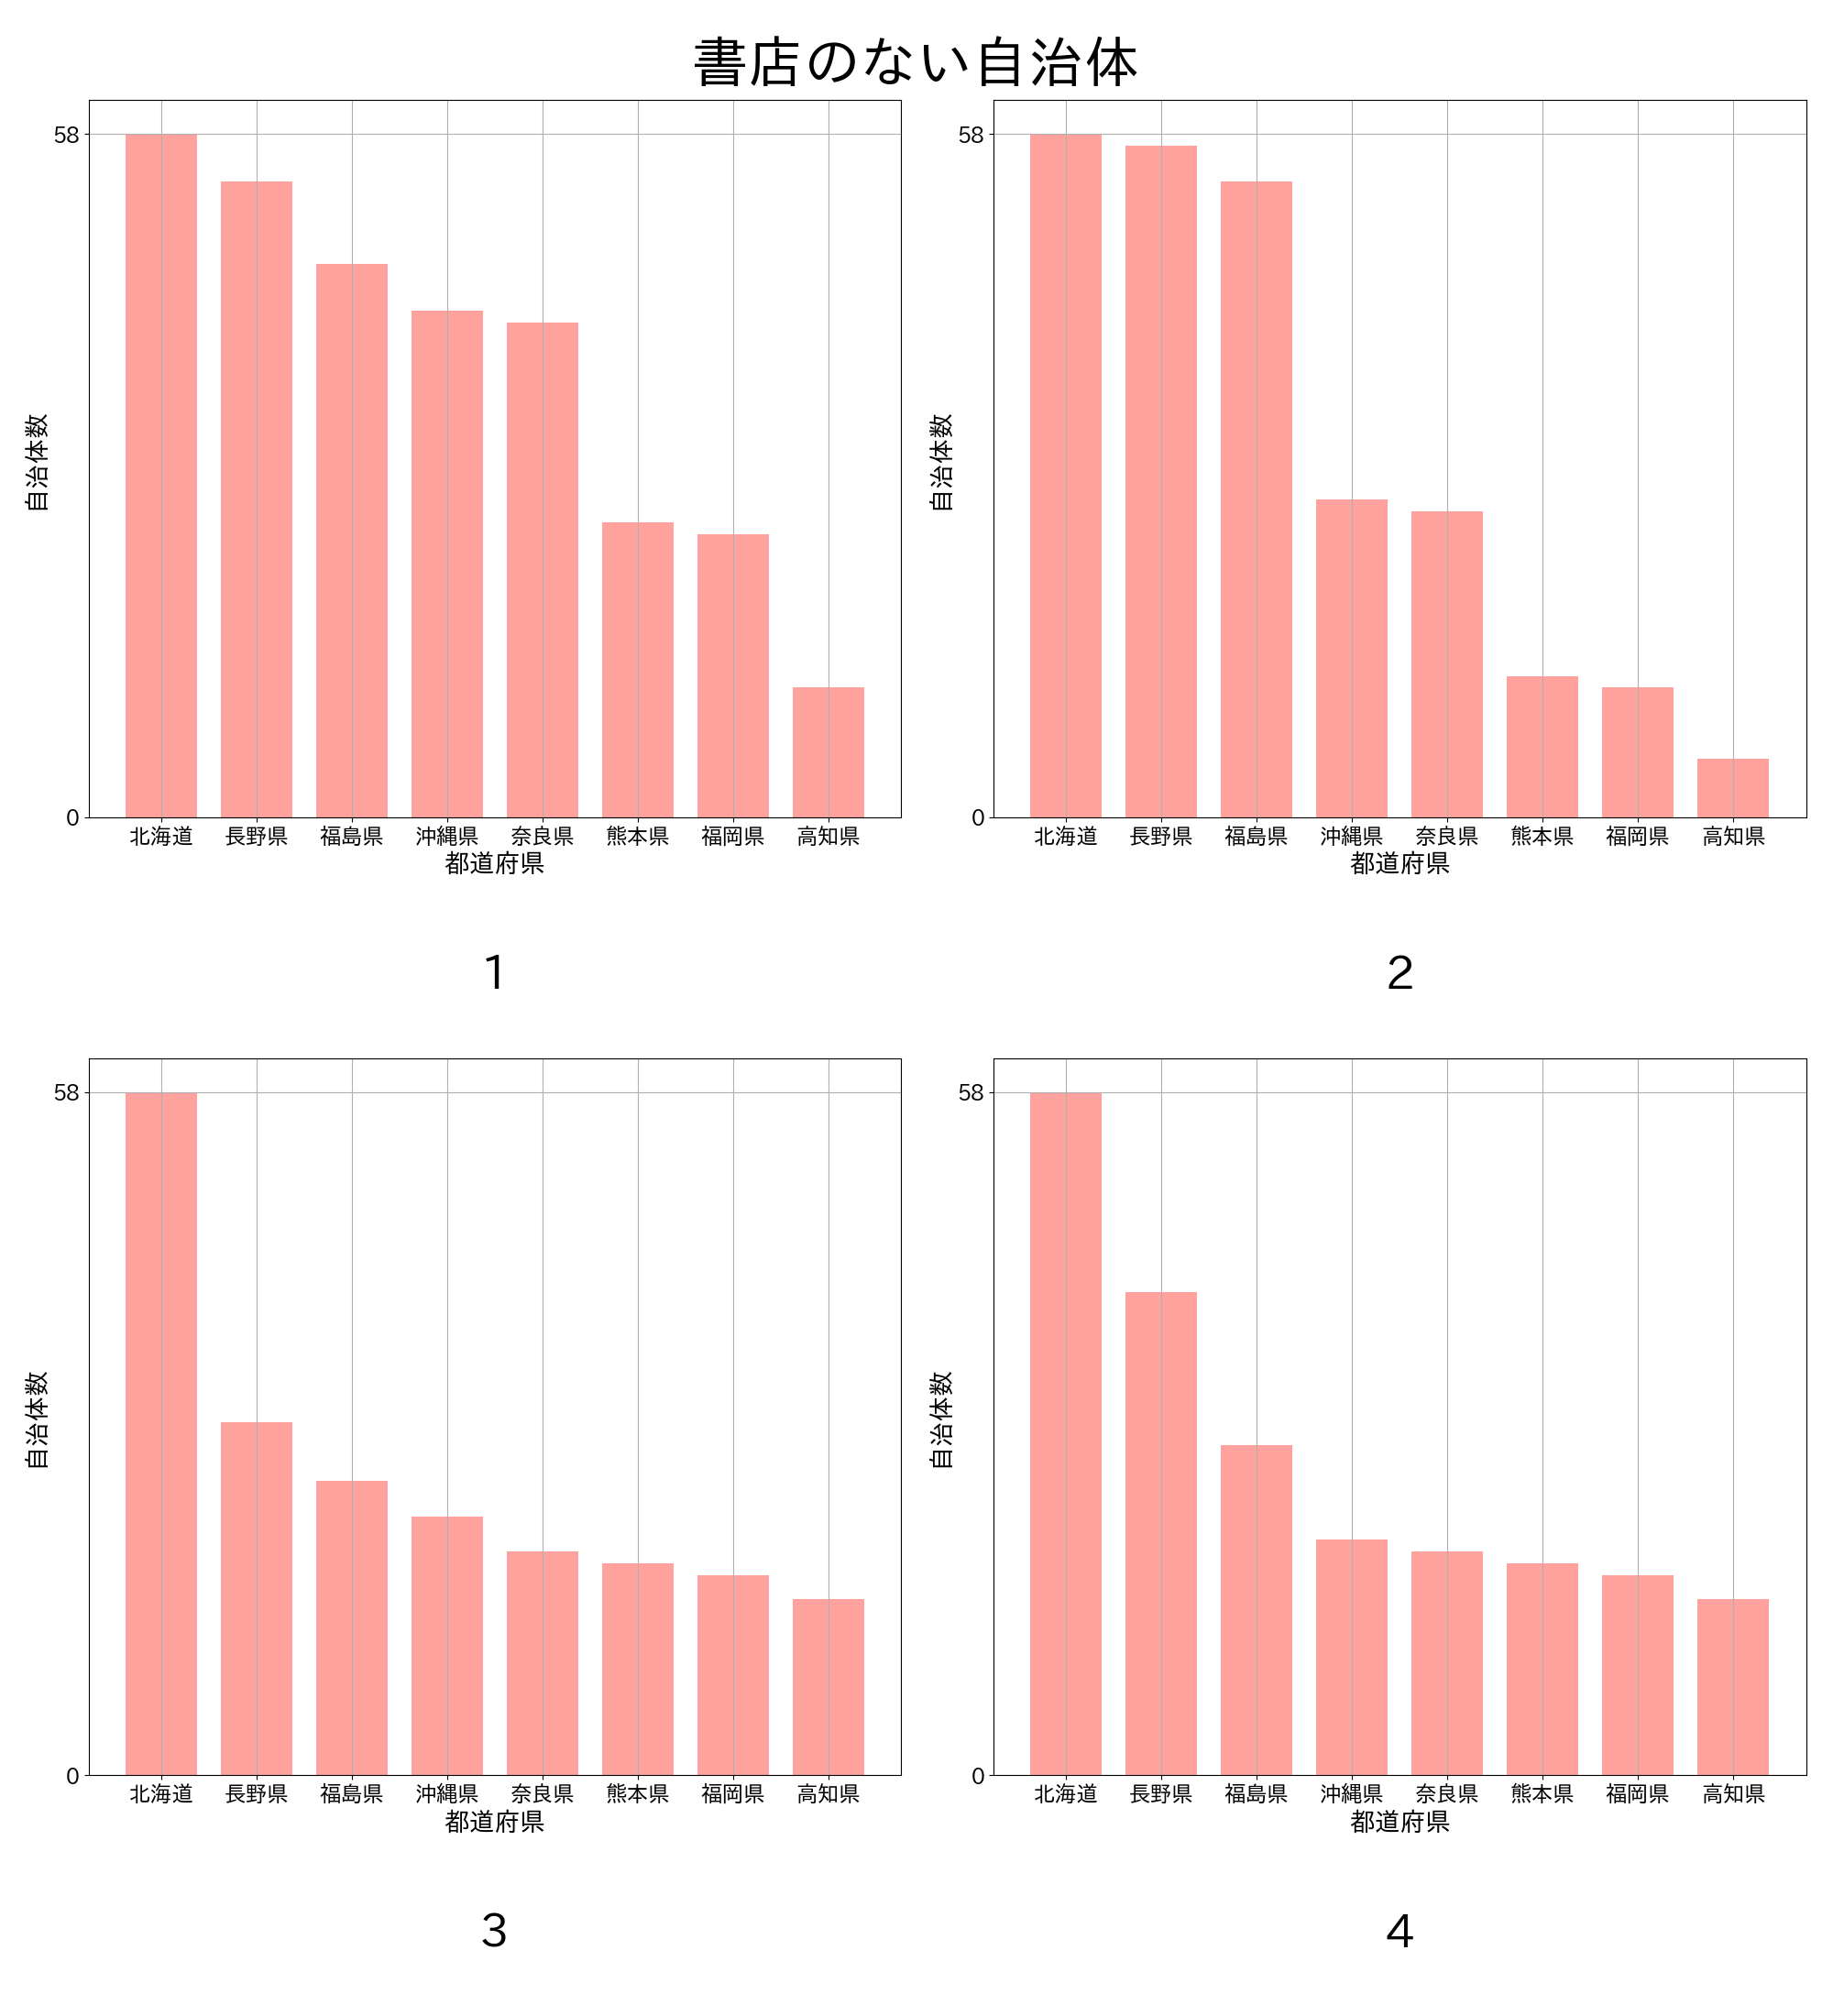 書店のない自治体
58
0
自治体数
北海道 長野県 福島県 沖縄県 奈良県 熊本県 福岡県 高知県
都道府県
1
58
0
自治体数
北海道 長野県 福島県 沖縄県 奈良県 熊本県 福岡県 高知県
都道府県
2
58
0
自治体数
北海道 長野県 福島県 沖縄県 奈良県 熊本県 福岡県 高知県
都道府県
3
58
0
自治体数
北海道 長野県 福島県 沖縄県 奈良県 熊本県 福岡県 高知県
都道府県
4